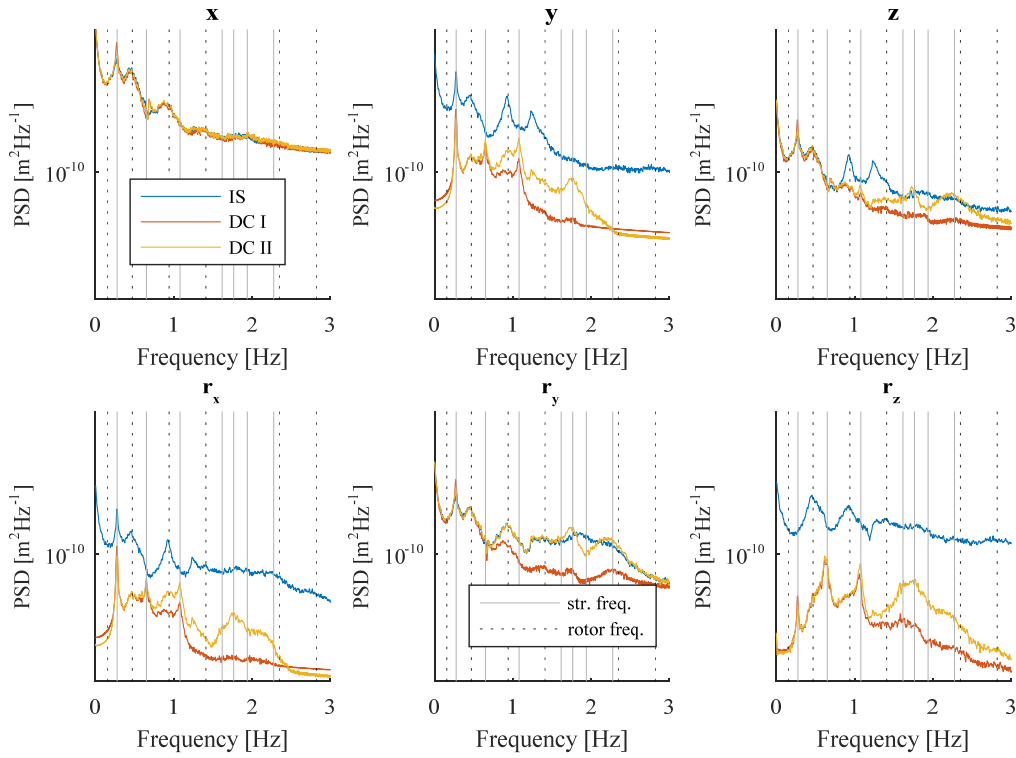 x
y
z
PSD [m²Hz⁻¹]
10⁻¹⁰
IS
DC I
DC II
0 1 2 3
Frequency [Hz]
PSD [m²Hz⁻¹]
10⁻¹⁰
0 1 2 3
Frequency [Hz]
PSD [m²Hz⁻¹]
10⁻¹⁰
0 1 2 3
Frequency [Hz]
rₓ
r_y
r_z
PSD [m²Hz⁻¹]
10⁻¹⁰
0 1 2 3
Frequency [Hz]
PSD [m²Hz⁻¹]
10⁻¹⁰
str. freq.
rotor freq.
0 1 2 3
Frequency [Hz]
PSD [m²Hz⁻¹]
10⁻¹⁰
0 1 2 3
Frequency [Hz]